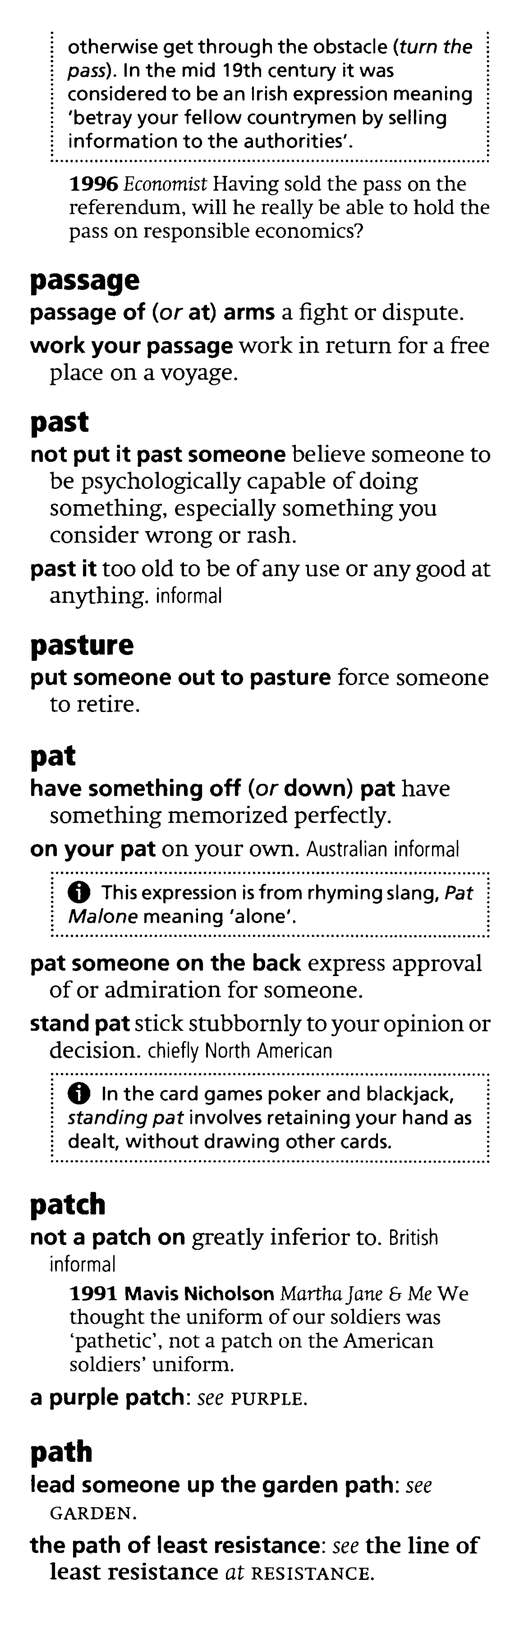 otherwise get through the obstacle (turn the
pass). In the mid 19th century it was
considered to be an Irish expression meaning
‘betray your fellow countrymen by selling
information to the authorities’.
1996 Economist Having sold the pass on the
referendum, will he really be able to hold the
pass on responsible economics?
passage
passage of (or at) arms a fight or dispute.
work your passage work in return for a free
place on a voyage.
past
not put it past someone believe someone to
be psychologically capable of doing
something, especially something you
consider wrong or rash.
past it too old to be of any use or any good at
anything. informal
pasture
put someone out to pasture force someone
to retire.
pat
have something off (or down) pat have
something memorized perfectly.
on your pat on your own. Australian informal
i This expression is from rhyming slang, Pat
Malone meaning ‘alone’.
pat someone on the back express approval
of or admiration for someone.
stand pat stick stubbornly to your opinion or
decision. chiefly North American
i In the card games poker and blackjack,
standing pat involves retaining your hand as
dealt, without drawing other cards.
patch
not a patch on greatly inferior to. British
informal
1991 Mavis Nicholson Martha Jane & Me We
thought the uniform of our soldiers was
‘pathetic’, not a patch on the American
soldiers’ uniform.
a purple patch: see PURPLE.
path
lead someone up the garden path: see
GARDEN.
the path of least resistance: see the line of
least resistance at RESISTANCE.